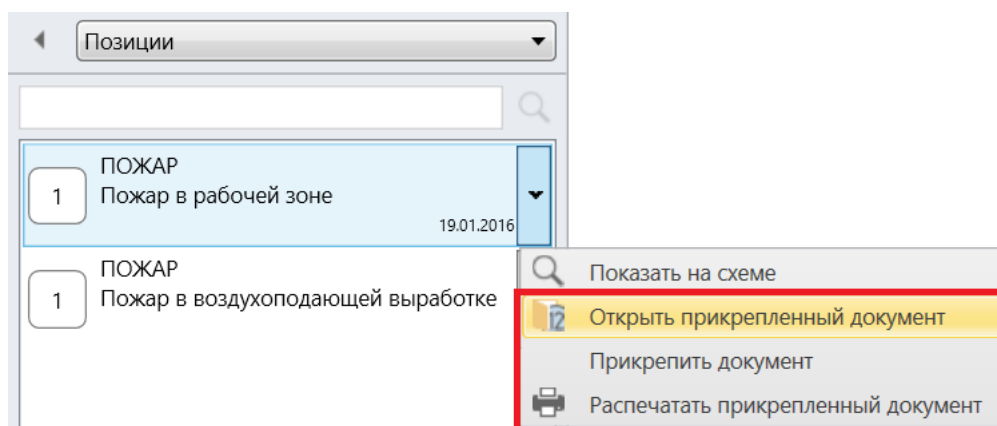 Позиции
ПОЖАР
1
Пожар в рабочей зоне
19.01.2016
ПОЖАР
1
Пожар в воздухоподающей выработке
Показать на схеме
12
Открыть прикрепленный документ
Прикрепить документ
Распечатать прикрепленный документ